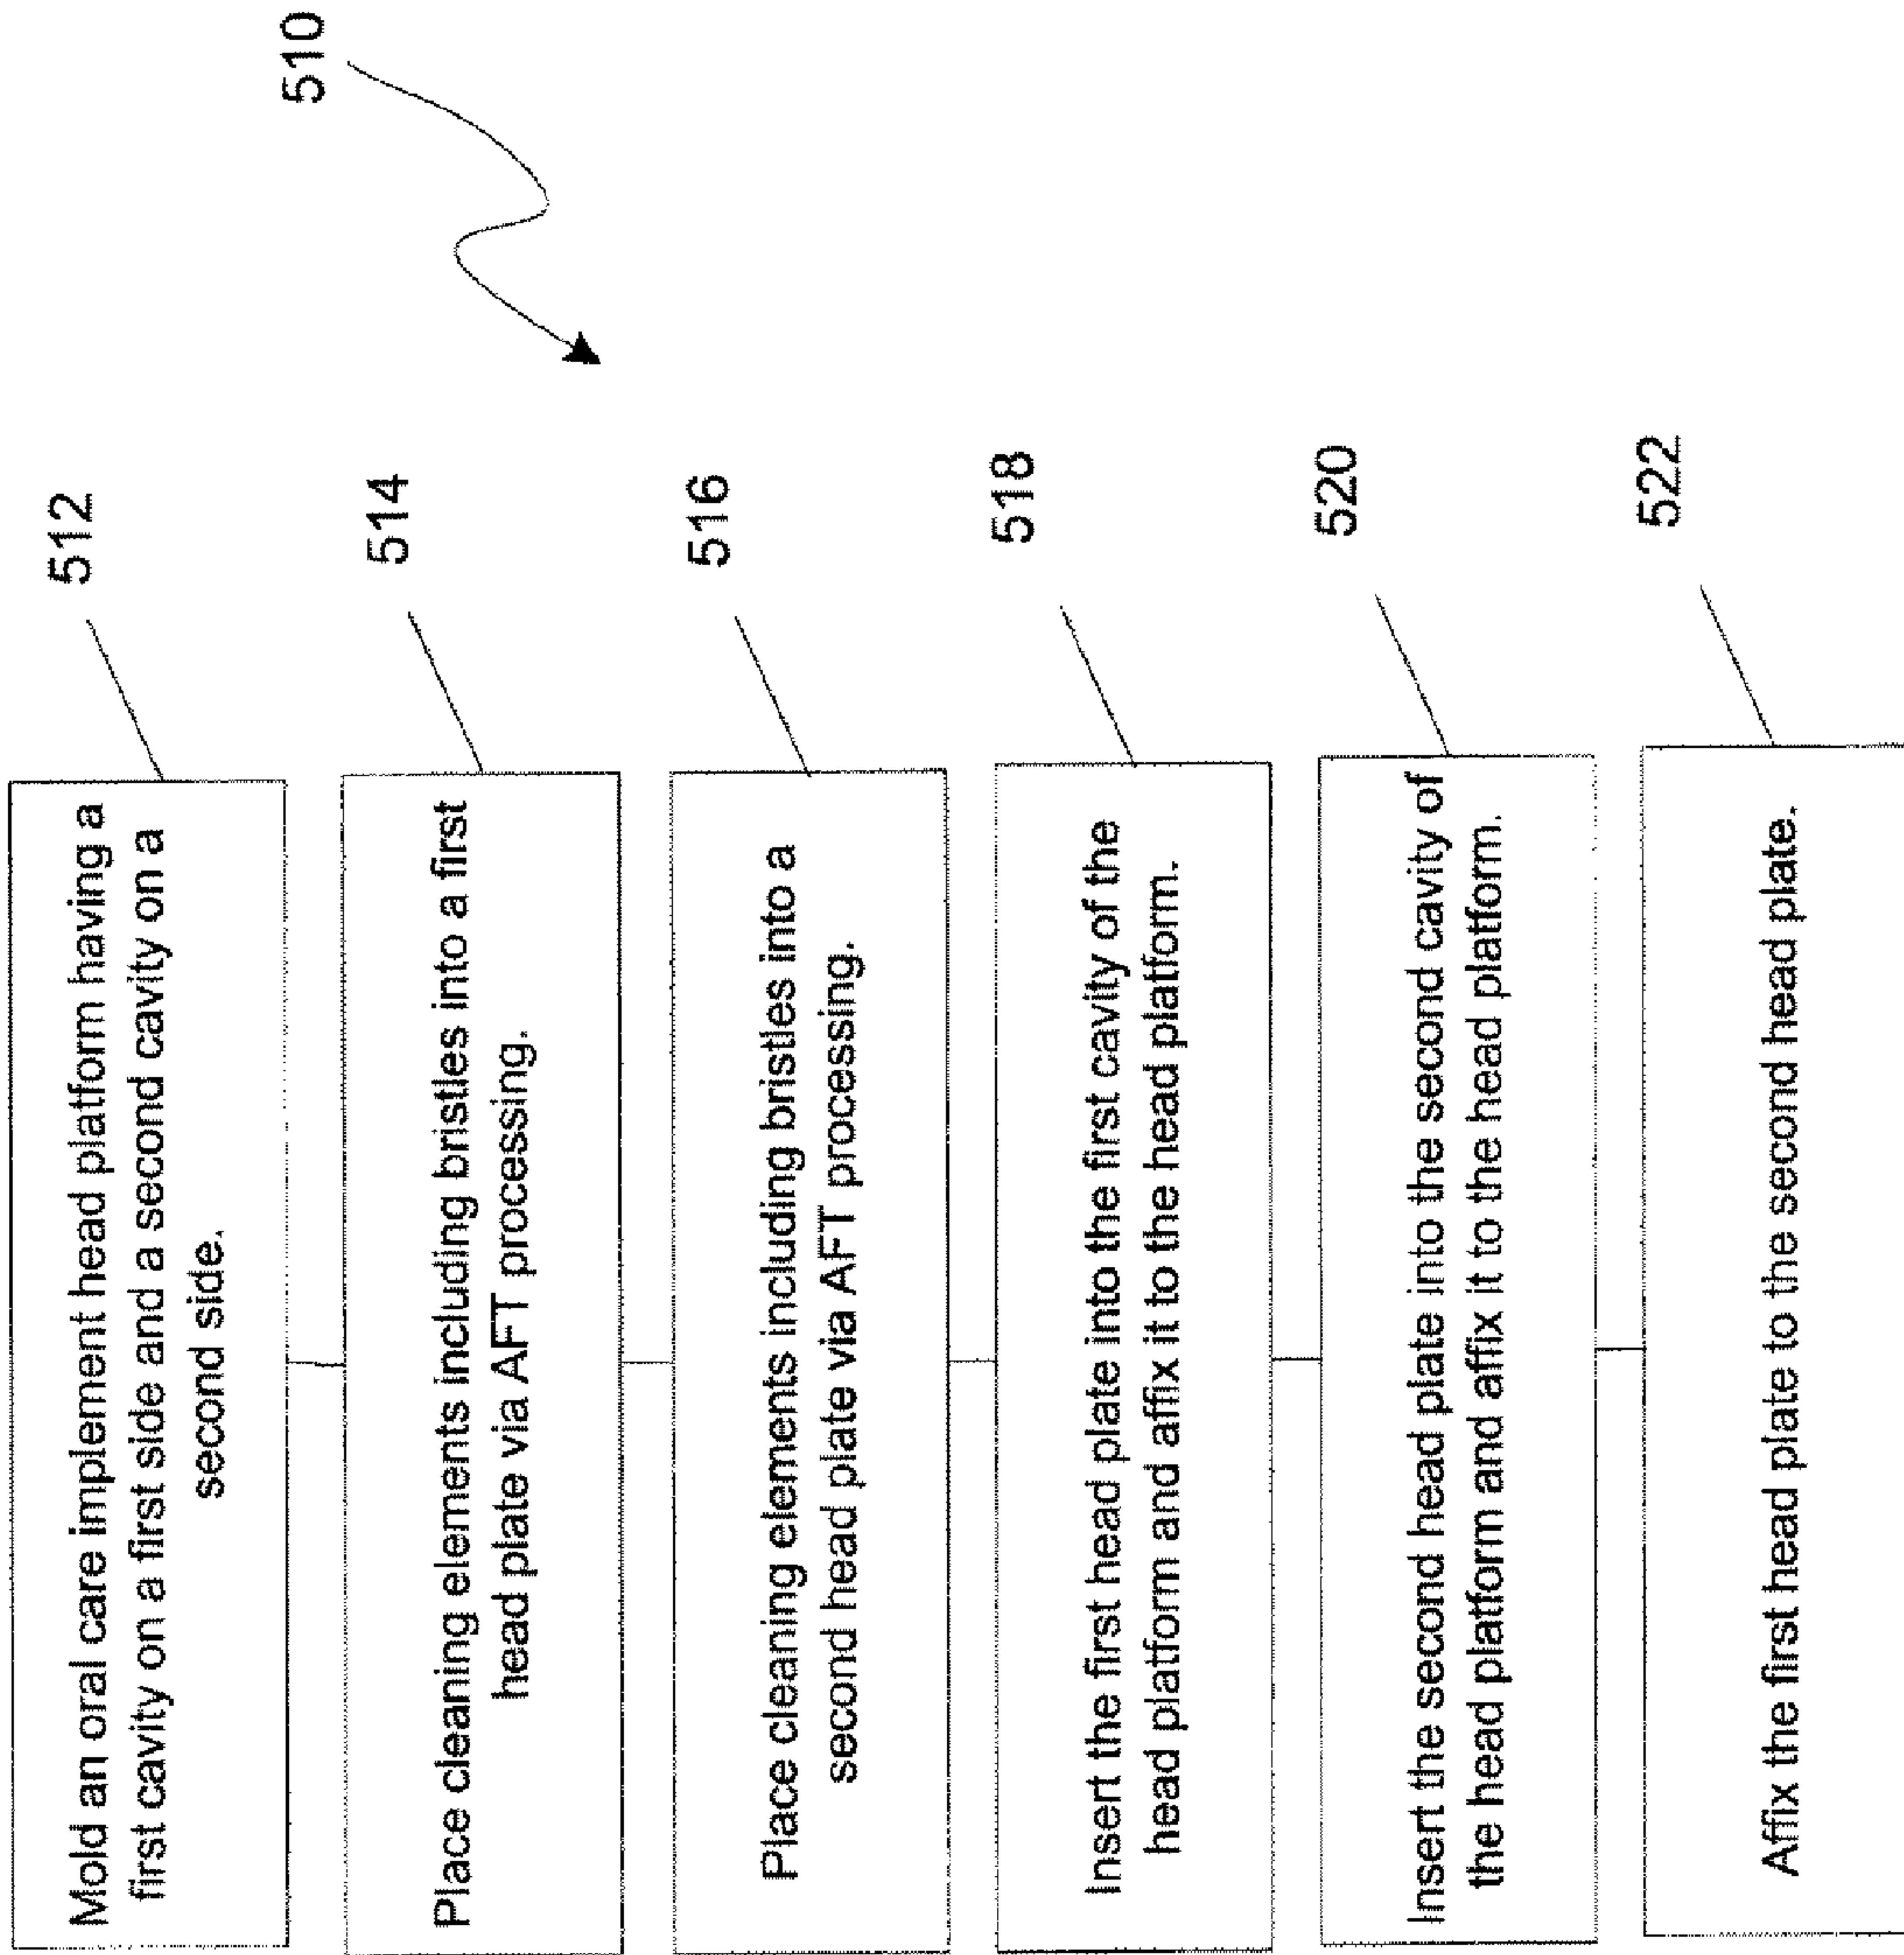 510
512
Mold an oral care implement head platform having a
first cavity on a first side and a second cavity on a
second side.
514
Place cleaning elements including bristles into a first
head plate via AFT processing.
516
Place cleaning elements including bristles into a
second head plate via AFT processing.
518
Insert the first head plate into the first cavity of the
head platform and affix it to the head platform.
520
Insert the second head plate into the second cavity of
the head platform and affix it to the head platform.
522
Affix the first head plate to the second head plate.